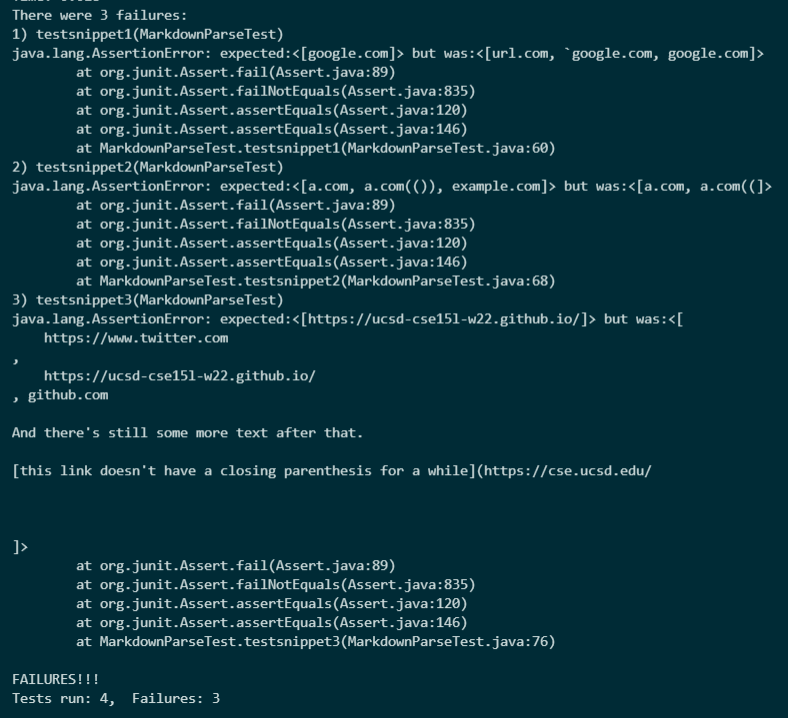 There were 3 failures:
1) testsnippet1(MarkdownParseTest)
java.lang.AssertionError: expected:<[google.com]> but was:<[url.com, `google.com, google.com]>
        at org.junit.Assert.fail(Assert.java:89)
        at org.junit.Assert.failNotEquals(Assert.java:835)
        at org.junit.Assert.assertEquals(Assert.java:120)
        at org.junit.Assert.assertEquals(Assert.java:146)
        at MarkdownParseTest.testsnippet1(MarkdownParseTest.java:60)
2) testsnippet2(MarkdownParseTest)
java.lang.AssertionError: expected:<[a.com, a.com(()), example.com]> but was:<[a.com, a.com((]>
        at org.junit.Assert.fail(Assert.java:89)
        at org.junit.Assert.failNotEquals(Assert.java:835)
        at org.junit.Assert.assertEquals(Assert.java:120)
        at org.junit.Assert.assertEquals(Assert.java:146)
        at MarkdownParseTest.testsnippet2(MarkdownParseTest.java:68)
3) testsnippet3(MarkdownParseTest)
java.lang.AssertionError: expected:<[https://ucsd-cse15l-w22.github.io/]> but was:<[
    https://www.twitter.com
,
    https://ucsd-cse15l-w22.github.io/
, github.com

And there's still some more text after that.

[this link doesn't have a closing parenthesis for a while](https://cse.ucsd.edu/



]>
        at org.junit.Assert.fail(Assert.java:89)
        at org.junit.Assert.failNotEquals(Assert.java:835)
        at org.junit.Assert.assertEquals(Assert.java:120)
        at org.junit.Assert.assertEquals(Assert.java:146)
        at MarkdownParseTest.testsnippet3(MarkdownParseTest.java:76)

FAILURES!!!
Tests run: 4,  Failures: 3